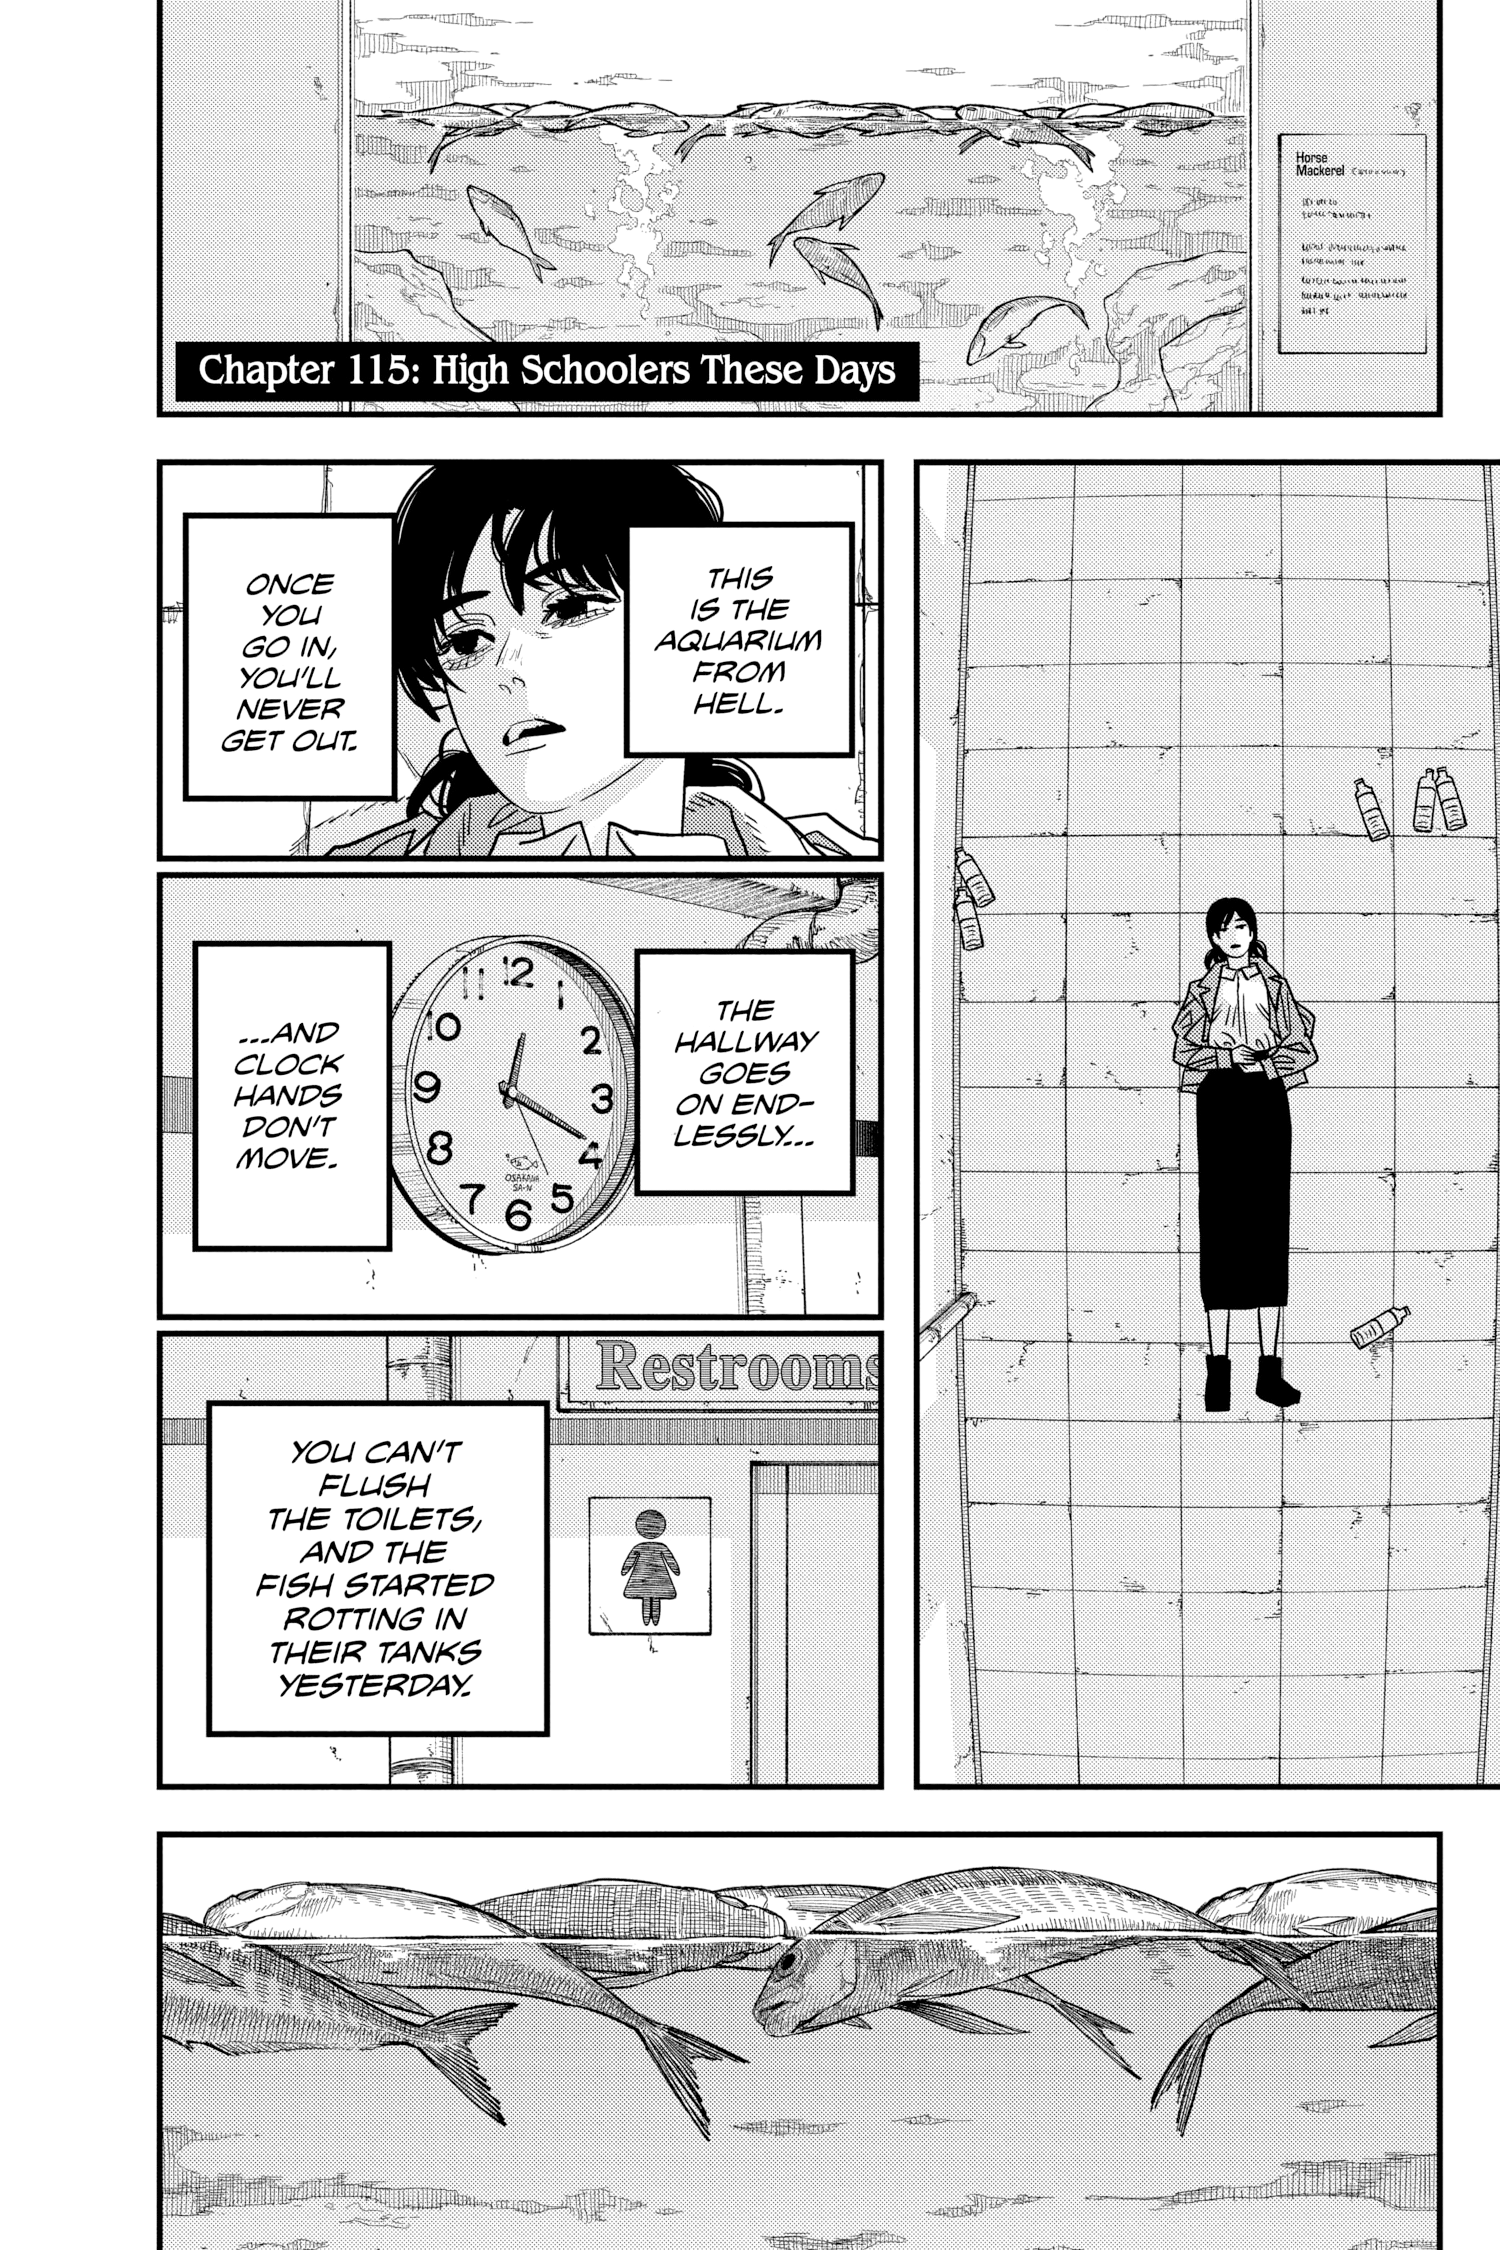 Horse
Mackerel
Chapter 115: High Schoolers These Days
THIS
IS THE
AQUARIUM
FROM
HELL.
ONCE
YOU
GO IN,
YOU'LL
NEVER
GET OUT.
THE
HALLWAY
GOES
ON END-
LESSLY...
12
11
1
10
2
9
3
8
4
7
5
6
OSAKANA
SA-N
...AND
CLOCK
HANDS
DON'T
MOVE.
Restrooms
YOU CAN'T
FLUSH
THE TOILETS,
AND THE
FISH STARTED
ROTTING IN
THEIR TANKS
YESTERDAY.